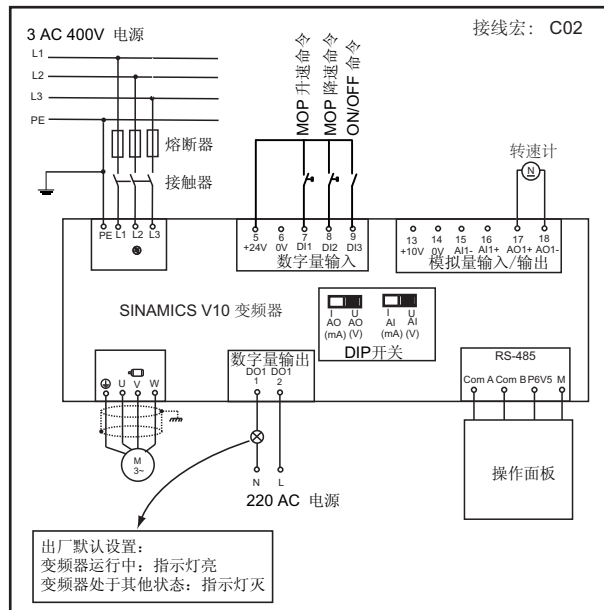 3 AC 400V 电源
接线宏： C02
L1
L2
L3
PE
熔断器
接触器
MOP 升速命令
MOP 降速命令
ON/OFF 命令
转速计
N
PE L1 L2 L3
5 6 7 8 9
+24V 0V DI1 DI2 DI3
数字量输入
13 14 15 16 17 18
+10V 0V AI1- AI1+ AO1+ AO1-
模拟量输入/输出
SINAMICS V10 变频器
I U I U
AO AO AI AI
(mA) (V) (mA) (V)
DIP开关
U V W
数字量输出
DO1 DO1
1 2
RS-485
Com A Com B P6V5 M
M
3~
N L
220 AC 电源
操作面板
出厂默认设置：
变频器运行中：指示灯亮
变频器处于其他状态：指示灯灭